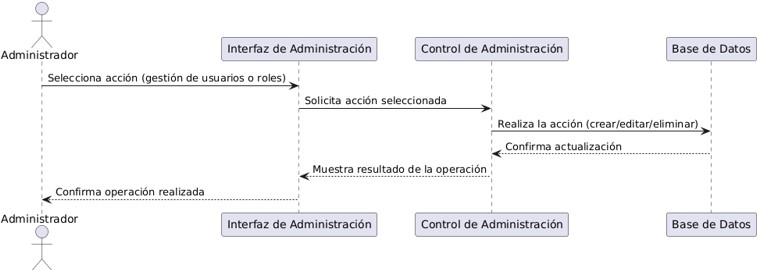 Administrador
Interfaz de Administración
Control de Administración
Base de Datos
Selecciona acción (gestión de usuarios o roles)
Solicita acción seleccionada
Realiza la acción (crear/editar/eliminar)
Confirma actualización
Muestra resultado de la operación
Confirma operación realizada
Administrador
Interfaz de Administración
Control de Administración
Base de Datos